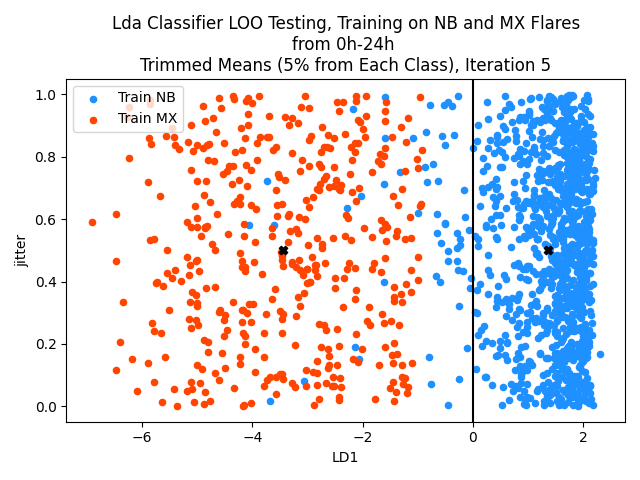 Lda Classifier LOO Testing, Training on NB and MX Flares
from 0h-24h
Trimmed Means (5% from Each Class), Iteration 5
Train NB
Train MX
1.0
0.8
0.6
0.4
0.2
0.0
jitter
−6
−4
−2
0
2
LD1